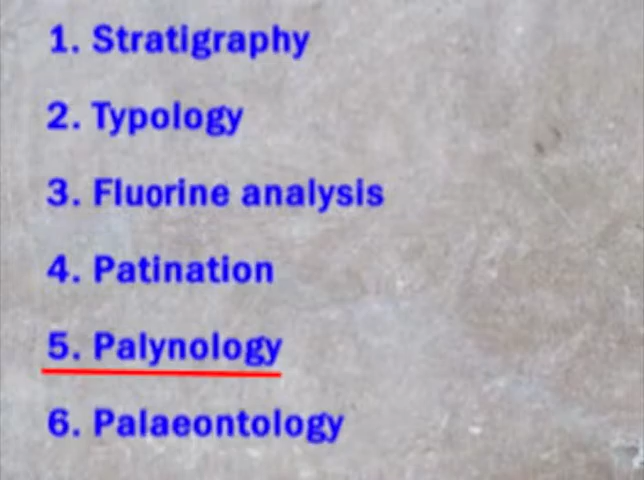 1. Stratigraphy
2. Typology
3. Fluorine analysis
4. Patination
5. Palynology
6. Palaeontology